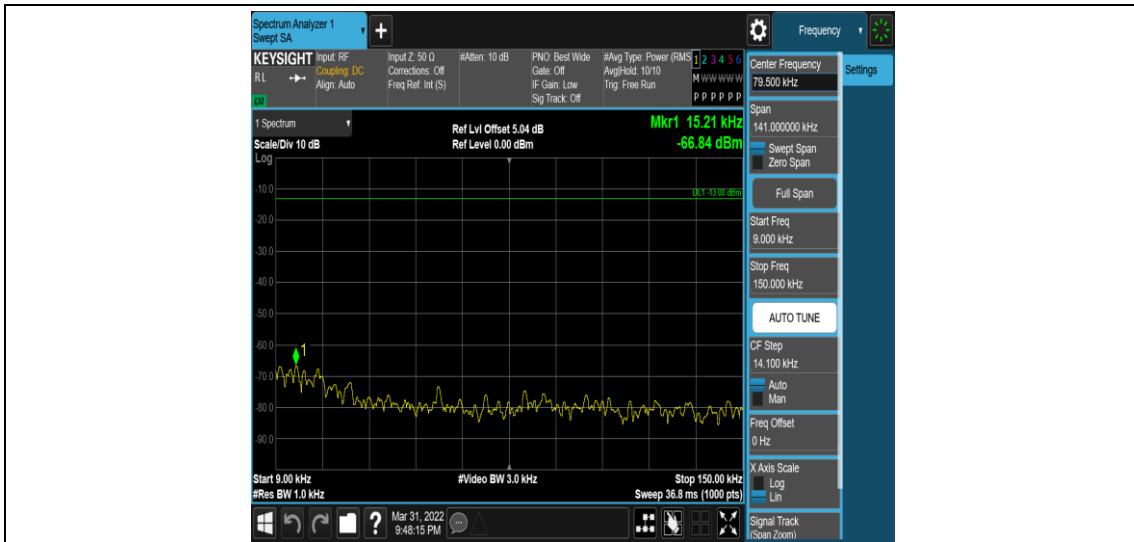 Spectrum Analyzer 1
Swept SA
Frequency
KEYSIGHT
RL
LXI
Input: RF
Coupling: DC
Align: Auto
Input Z: 50 Ω
Corrections: Off
Freq Ref: Int (S)
#Atten: 10 dB
PNO: Best Wide
Gate: Off
IF Gain: Low
Sig Track: Off
#Avg Type: Power (RMS
Avg|Hold: 10/10
Trig: Free Run
1 2 3 4 5 6
M W W W W W
P P P P P P
1 Spectrum
Scale/Div 10 dB
Ref Lvl Offset 5.04 dB
Ref Level 0.00 dBm
Mkr1 15.21 kHz
-66.84 dBm
Log
DL1 -13.00 dBm
-10.0
-20.0
-30.0
-40.0
-50.0
-60.0
1
-70.0
-80.0
-90.0
Start 9.00 kHz
#Video BW 3.0 kHz
Stop 150.00 kHz
#Res BW 1.0 kHz
Sweep 36.8 ms (1000 pts)
Center Frequency
79.500 kHz
Settings
Span
141.000000 kHz
Swept Span
Zero Span
Full Span
Start Freq
9.000 kHz
Stop Freq
150.000 kHz
AUTO TUNE
CF Step
14.100 kHz
Auto
Man
Freq Offset
0 Hz
X Axis Scale
Log
Lin
Signal Track
(Span Zoom)
?
Mar 31, 2022
9:48:15 PM